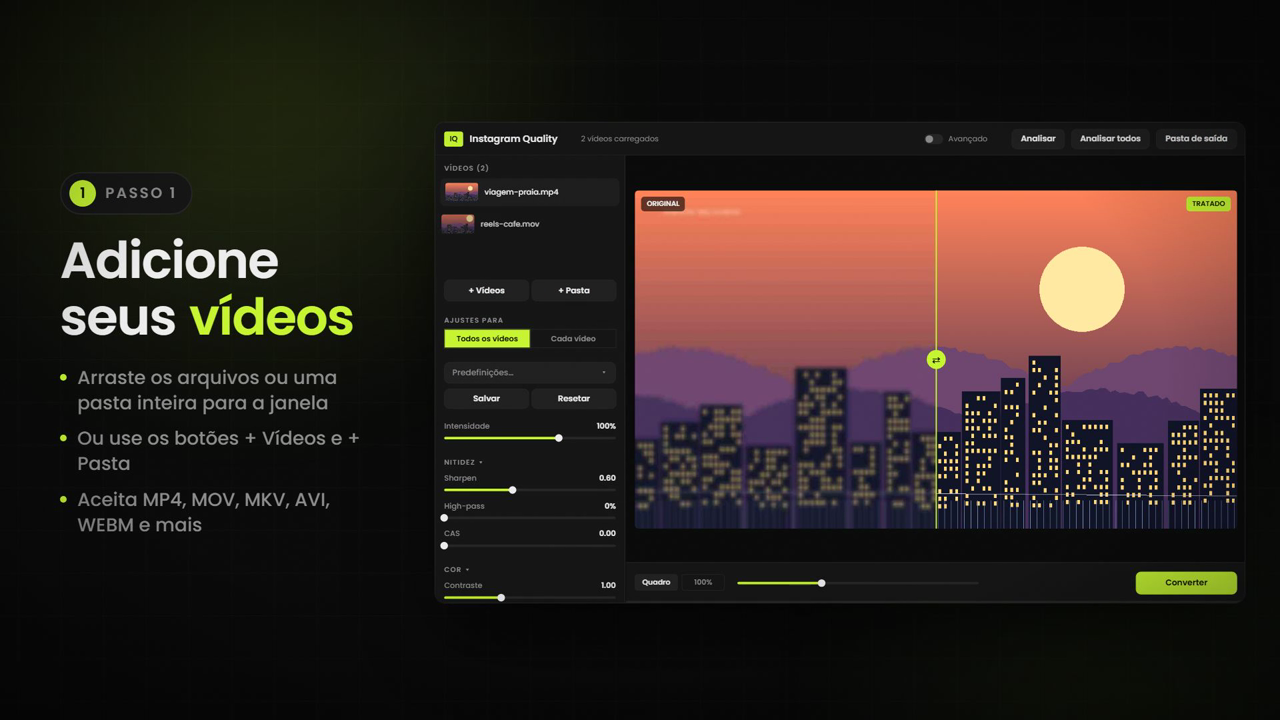 1 PASSO 1
Adicione
seus vídeos
Arraste os arquivos ou uma
pasta inteira para a janela
Ou use os botões + Vídeos e +
Pasta
Aceita MP4, MOV, MKV, AVI,
WEBM e mais
IQ Instagram Quality 2 vídeos carregados Avançado Analisar Analisar todos Pasta de saída
VÍDEOS (2)
viagem-praia.mp4
reels-cafe.mov
+ Vídeos + Pasta
AJUSTES PARA
Todos os vídeos Cada vídeo
Predefinições...
Salvar Resetar
Intensidade 100%
NITIDEZ
Sharpen 0.60
High-pass 0%
CAS 0.00
COR
Contraste 1.00
ORIGINAL TRATADO
Quadro 100% Converter